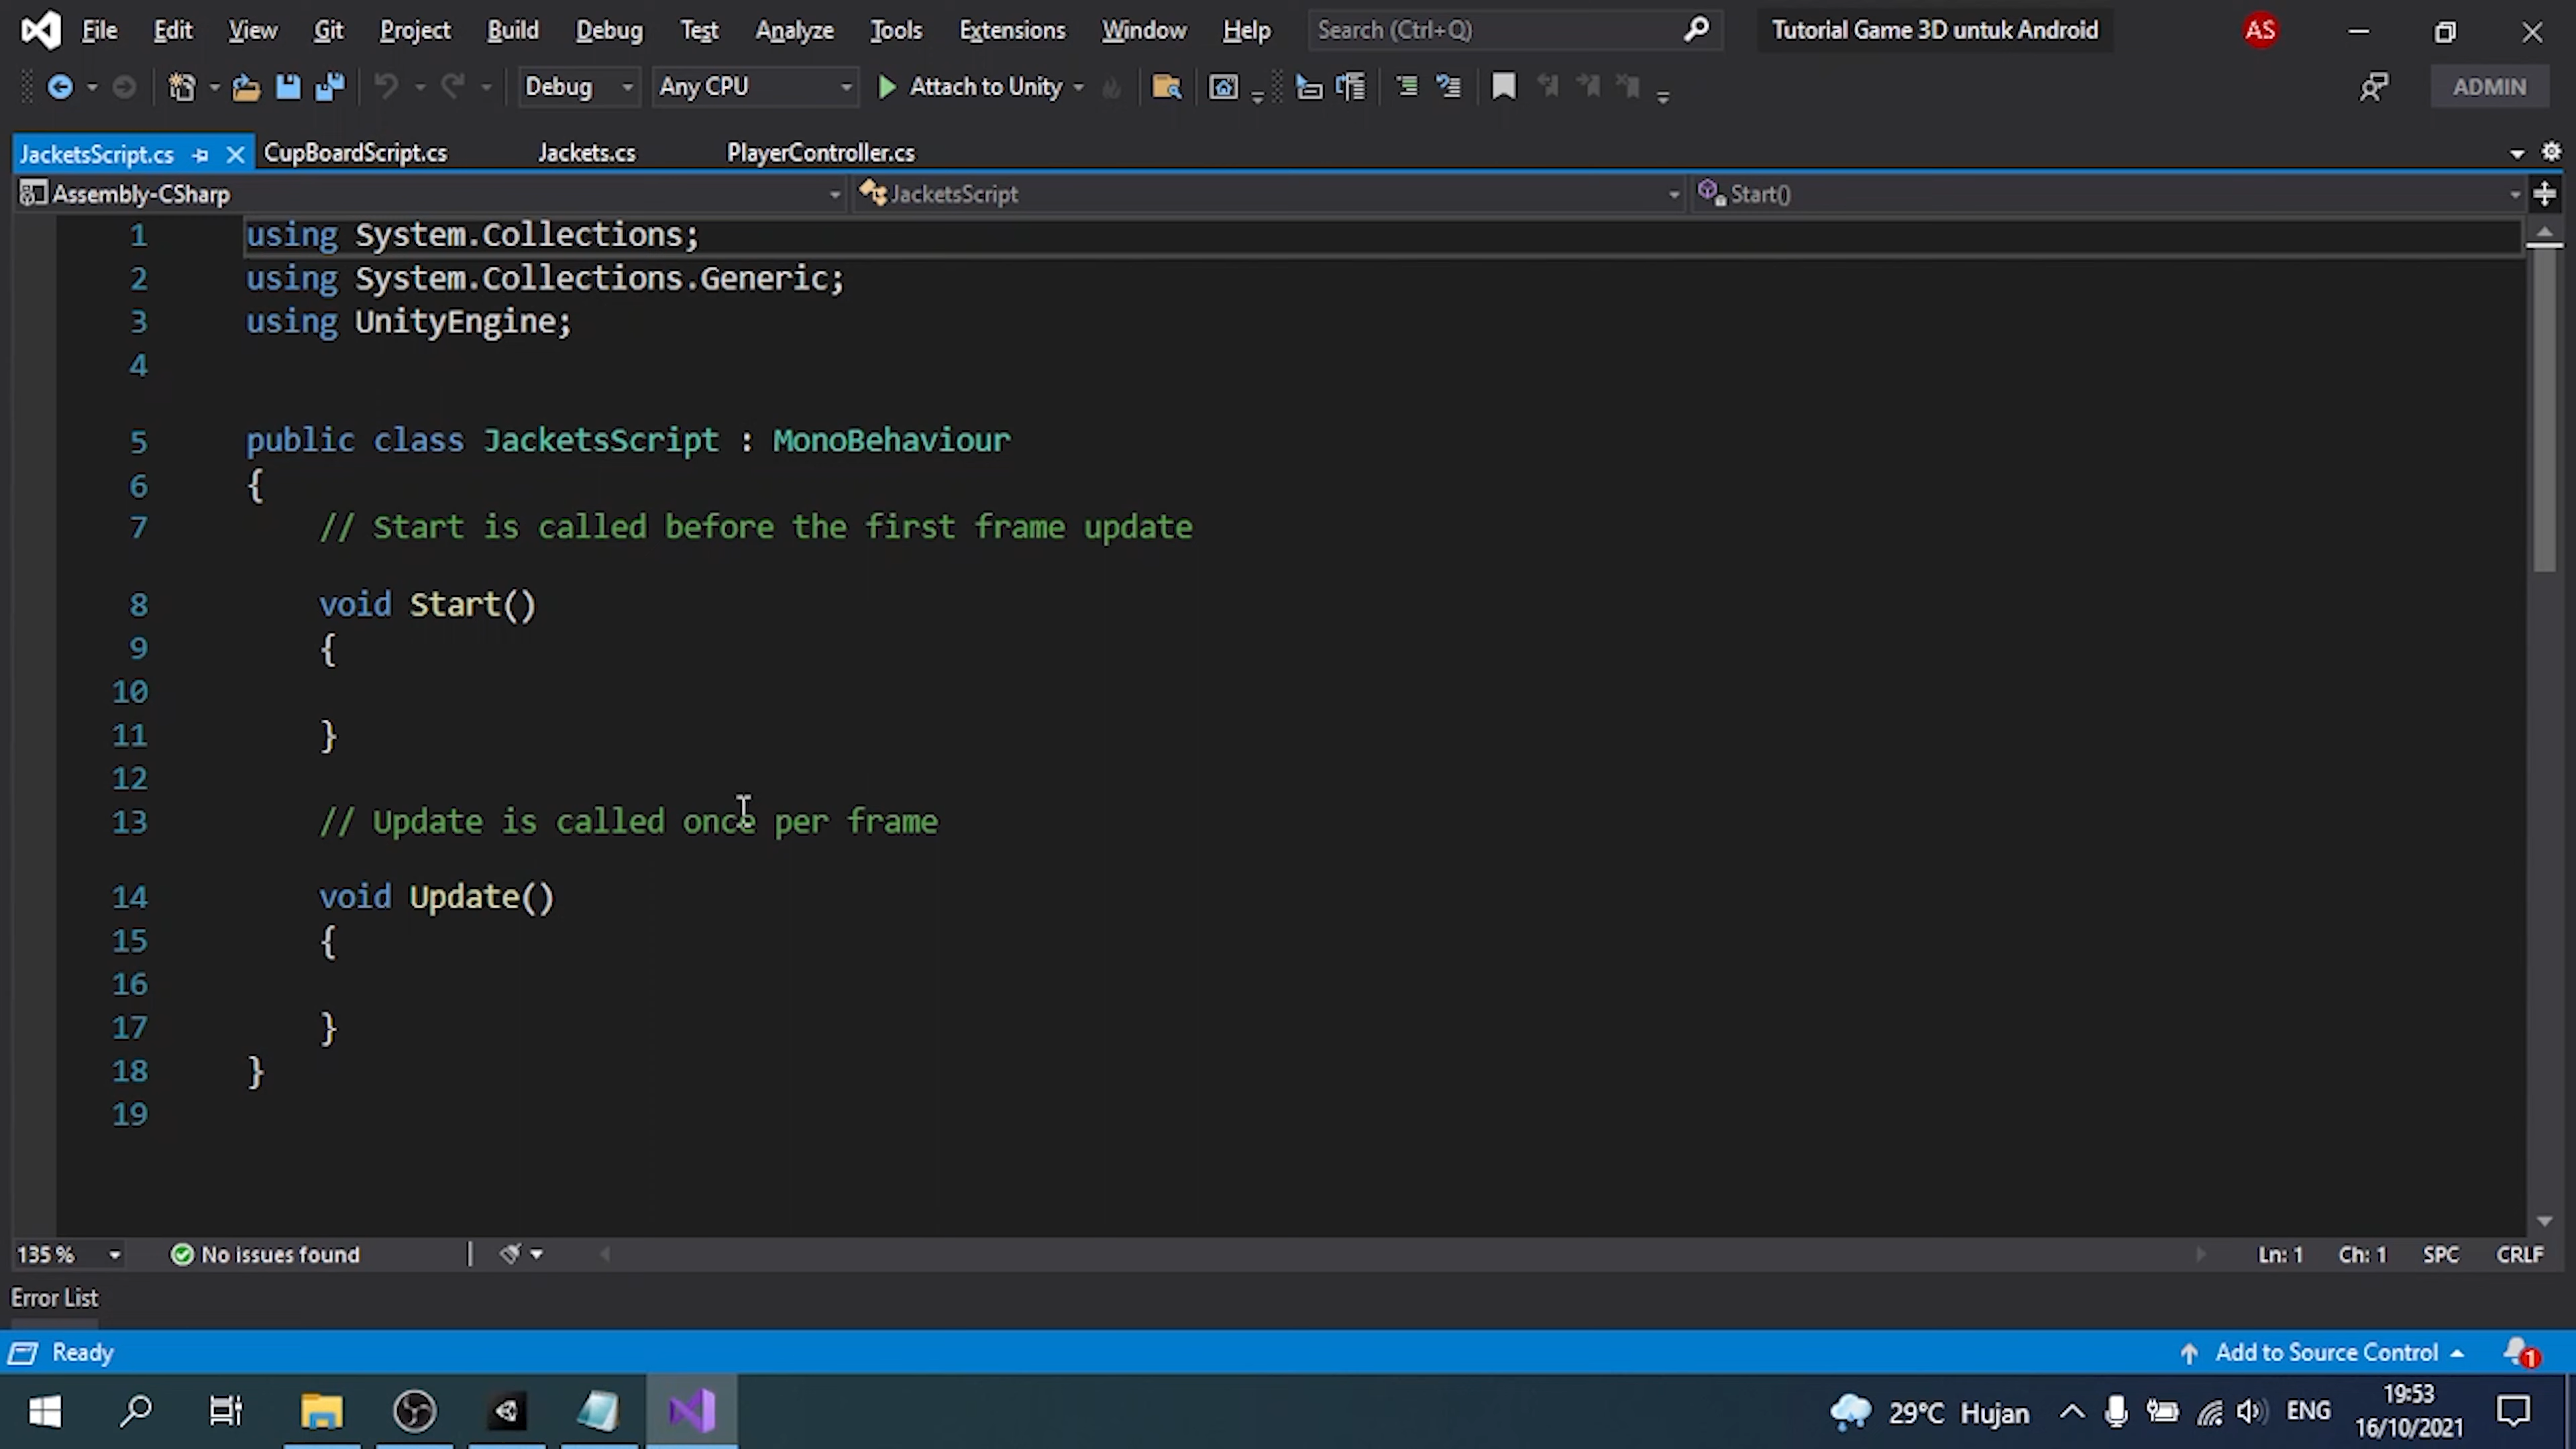 File Edit View Git Project Build Debug Test Analyze Tools Extensions Window Help Search (Ctrl+Q) Tutorial Game 3D untuk Android AS
Debug Any CPU Attach to Unity ADMIN
JacketsScript.cs CupBoardScript.cs Jackets.cs PlayerController.cs
Assembly-CSharp JacketsScript Start()
1 using System.Collections;
2 using System.Collections.Generic;
3 using UnityEngine;
4
5 public class JacketsScript : MonoBehaviour
6 {
7 // Start is called before the first frame update
8 void Start()
9 {
10
11 }
12
13 // Update is called once per frame
14 void Update()
15 {
16
17 }
18 }
19
135 % No issues found Ln: 1 Ch: 1 SPC CRLF
Error List
Ready Add to Source Control 1
29°C Hujan ENG 19:53
16/10/2021